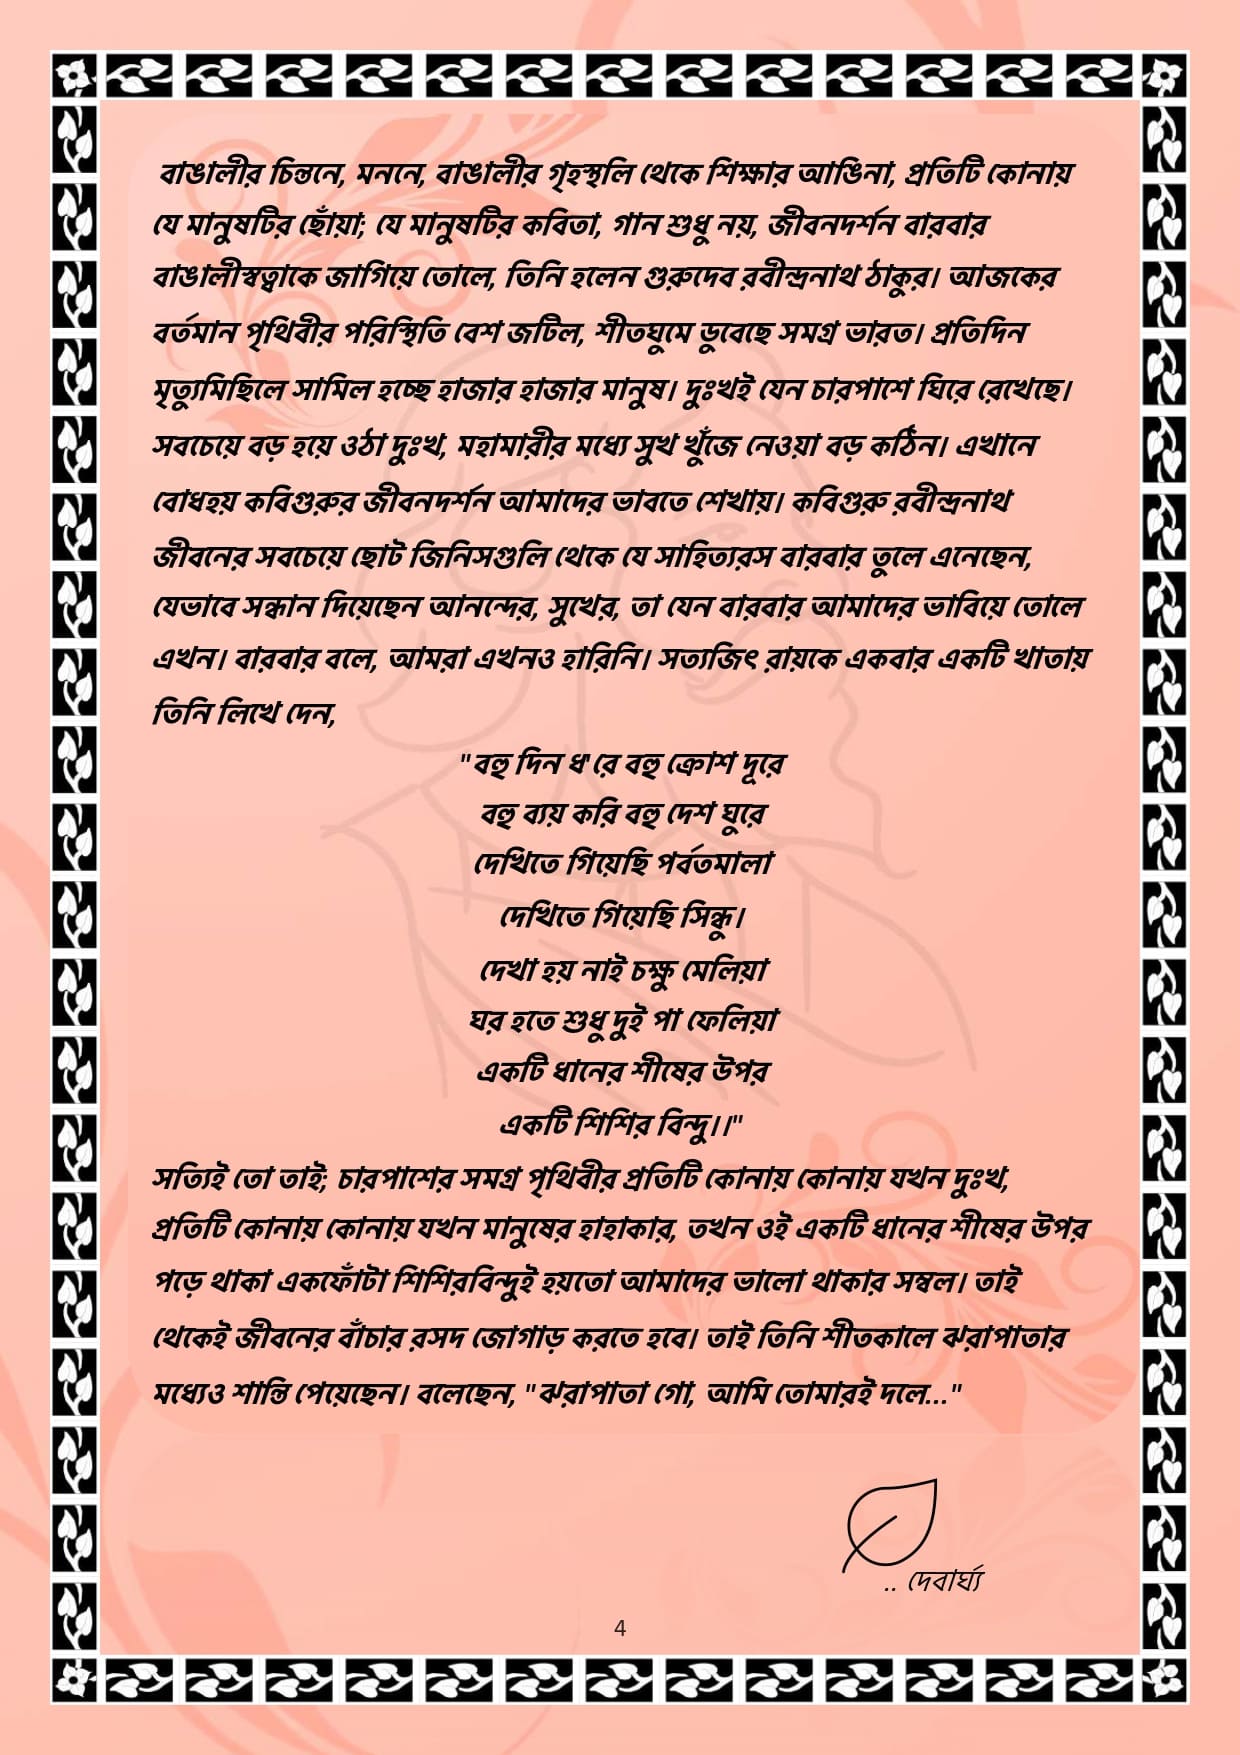 বাঙালীর চিন্তনে, মননে, বাঙালীর গৃহস্থলি থেকে শিক্ষার আঙিনা, প্রতিটি কোনায়
যে মানুষটির ছোঁয়া; যে মানুষটির কবিতা, গান শুধু নয়, জীবনদর্শন বারবার
বাঙালীস্বত্বাকে জাগিয়ে তোলে, তিনি হলেন গুরুদেব রবীন্দ্রনাথ ঠাকুর। আজকের
বর্তমান পৃথিবীর পরিস্থিতি বেশ জটিল, শীতঘুমে ডুবেছে সমগ্র ভারত। প্রতিদিন
মৃত্যুমিছিলে সামিল হচ্ছে হাজার হাজার মানুষ। দুঃখই যেন চারপাশে ঘিরে রেখেছে।
সবচেয়ে বড় হয়ে ওঠা দুঃখ, মহামারীর মধ্যে সুখ খুঁজে নেওয়া বড় কঠিন। এখানে
বোধহয় কবিগুরুর জীবনদর্শন আমাদের ভাবতে শেখায়। কবিগুরু রবীন্দ্রনাথ
জীবনের সবচেয়ে ছোট জিনিসগুলি থেকে যে সাহিত্যরস বারবার তুলে এনেছেন,
যেভাবে সন্ধান দিয়েছেন আনন্দের, সুখের, তা যেন বারবার আমাদের ভাবিয়ে তোলে
এখন। বারবার বলে, আমরা এখনও হারিনি। সত্যজিৎ রায়কে একবার একটি খাতায়
তিনি লিখে দেন,
"বহু দিন ধ'রে বহু ক্রোশ দূরে
বহু ব্যয় করি বহু দেশ ঘুরে
দেখিতে গিয়েছি পর্বতমালা
দেখিতে গিয়েছি সিন্ধু।
দেখা হয় নাই চক্ষু মেলিয়া
ঘর হতে শুধু দুই পা ফেলিয়া
একটি ধানের শীষের উপর
একটি শিশির বিন্দু।।"
সত্যিই তো তাই; চারপাশের সমগ্র পৃথিবীর প্রতিটি কোনায় কোনায় যখন দুঃখ,
প্রতিটি কোনায় কোনায় যখন মানুষের হাহাকার, তখন ওই একটি ধানের শীষের উপর
পড়ে থাকা একফোঁটা শিশিরবিন্দুই হয়তো আমাদের ভালো থাকার সম্বল। তাই
থেকেই জীবনের বাঁচার রসদ জোগাড় করতে হবে। তাই তিনি শীতকালে ঝরাপাতার
মধ্যেও শান্তি পেয়েছেন। বলেছেন, "ঝরাপাতা গো, আমি তোমারই দলে..."
.. দেবার্ঘ্য
4